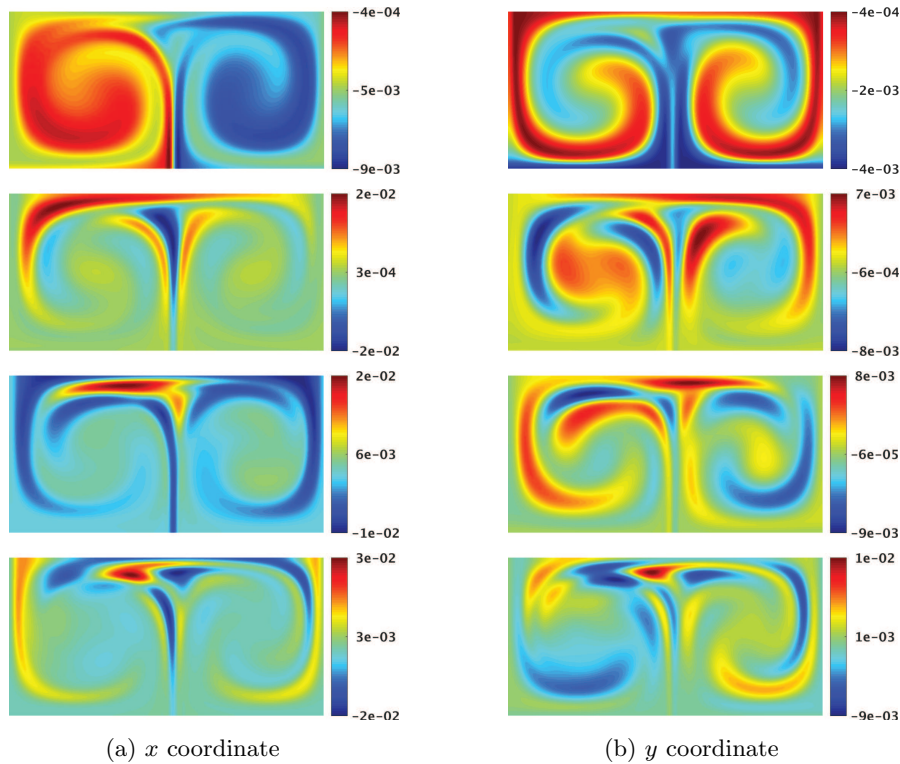 -4e-04
-5e-03
-9e-03
-4e-04
-2e-03
-4e-03
2e-02
3e-04
-2e-02
7e-03
-6e-04
-8e-03
2e-02
6e-03
-1e-02
8e-03
6e-05
-9e-03
3e-02
3e-03
-2e-02
1e-02
1e-03
-9e-03
(a) x coordinate
(b) y coordinate